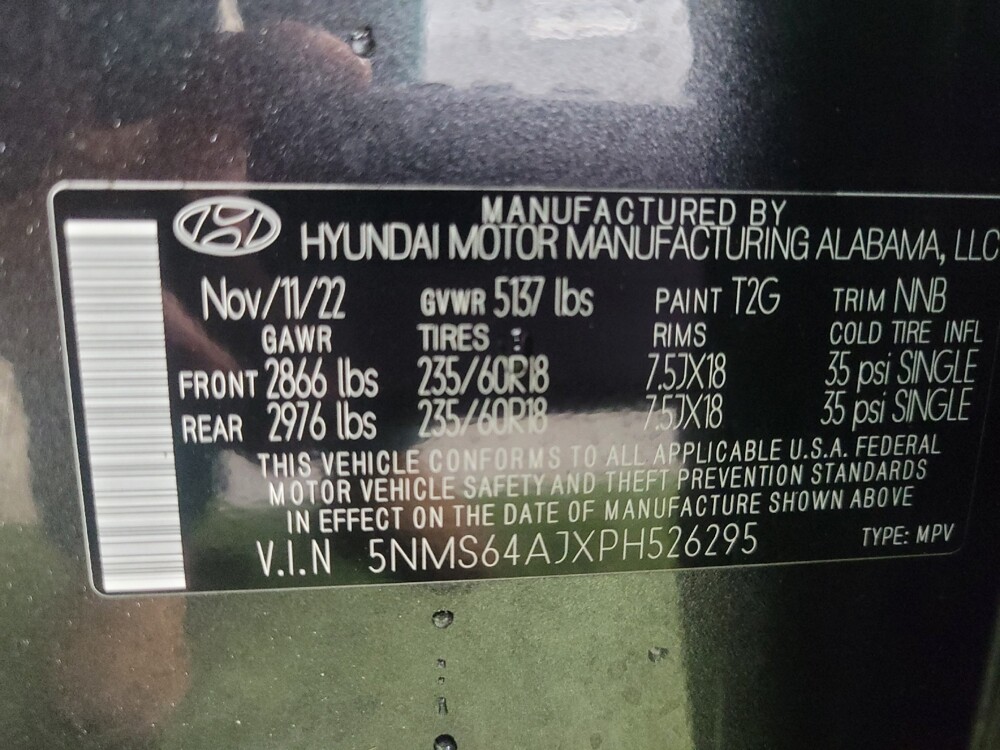 MANUFACTURED BY
HYUNDAI MOTOR MANUFACTURING ALABAMA, LLC
Nov/11/22 GVWR 5137 lbs PAINT T2G TRIM NNB
GAWR TIRES RIMS COLD TIRE INFL
FRONT 2866 lbs 235/60R18 7.5JX18 35 psi SINGLE
REAR 2976 lbs 235/60R18 7.5JX18 35 psi SINGLE
THIS VEHICLE CONFORMS TO ALL APPLICABLE U.S.A. FEDERAL
MOTOR VEHICLE SAFETY AND THEFT PREVENTION STANDARDS
IN EFFECT ON THE DATE OF MANUFACTURE SHOWN ABOVE
V.I.N 5NMS64AJXPH526295 TYPE: MPV